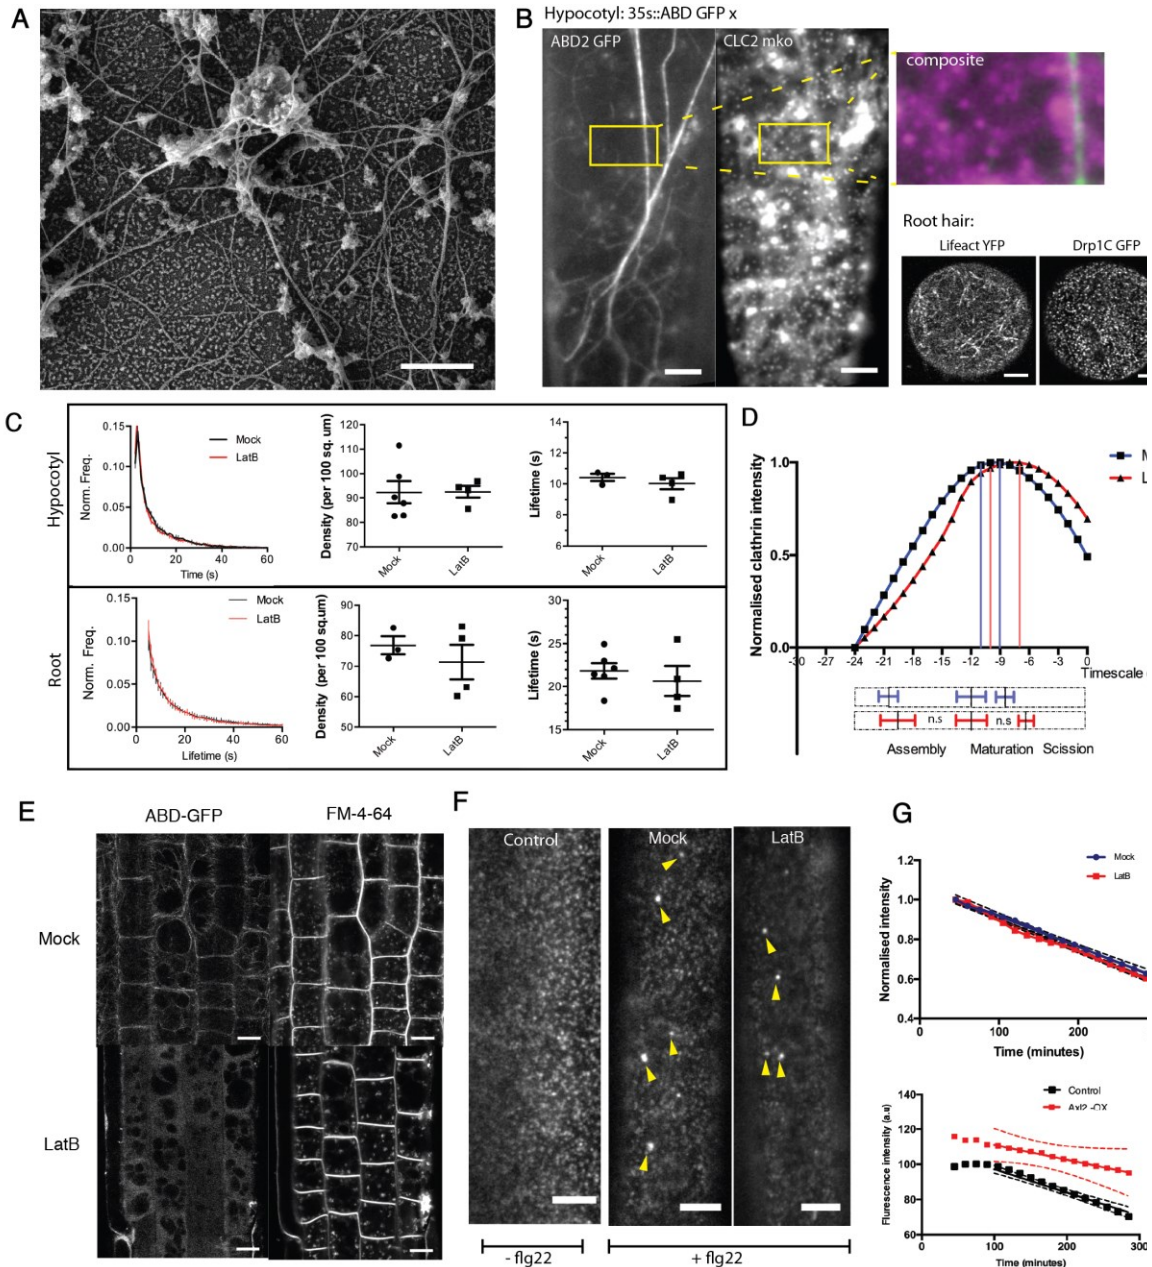 A
B
Hypocotyl: 35s::ABD GFP x
ABD2 GFP
CLC2 mko
composite
Root hair:
Lifeact YFP
Drp1C GFP
C
Hypocotyl
Norm. Freq.
0.15
0.10
0.05
0.00
0 20 40 60
Time (s)
Mock
LatB
Density (per 100 sq. um)
120
110
100
90
80
70
Mock
LatB
Lifetime (s)
14
12
10
8
6
Mock
LatB
Root
Norm. Freq.
0.15
0.10
0.05
0.00
0 20 40 60
Lifetime (s)
Mock
LatB
Density (per 100 sq.um)
90
80
70
60
50
Mock
LatB
Lifetime (s)
30
25
20
15
Mock
LatB
D
Normalised clathrin intensity
1.0
0.5
0.0
-30 -27 -24 -21 -18 -15 -12 -9 -6 -3 0
Timescale
n.s n.s
Assembly Maturation Scission
E
ABD-GFP
FM-4-64
Mock
LatB
F
Control
Mock
LatB
- flg22
+ flg22
G
Normalised intensity
1.2
1.0
0.8
0.6
0.4
0 100 200
Time (minutes)
Mock
LatB
Flurescence intensity (a.u)
140
120
100
80
60
0 100 200 300
Time (minutes)
Control
Axl2 -OX